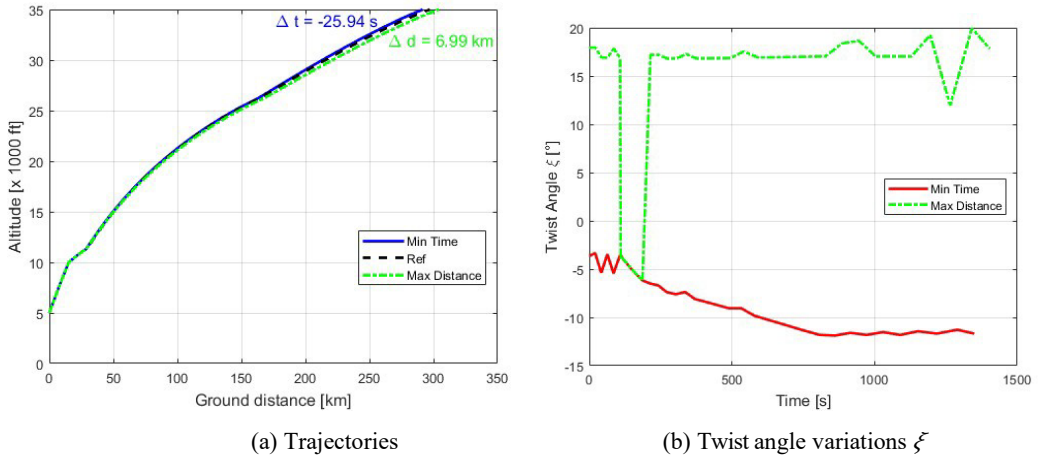 35
30
25
20
15
10
5
0
Altitude [x 1000 ft]
Δ t = -25.94 s
Δ d = 6.99 km
Min Time
Ref
Max Distance
0 50 100 150 200 250 300 350
Ground distance [km]
(a) Trajectories
20
15
10
5
0
-5
-10
-15
Twist Angle ξ [°]
Min Time
Max Distance
0 500 1000 1500
Time [s]
(b) Twist angle variations ξ